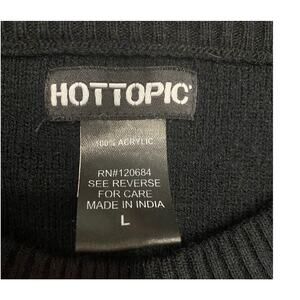 HOTTOPIC
100% ACRYLIC
RN#120684
SEE REVERSE
FOR CARE
MADE IN INDIA
L